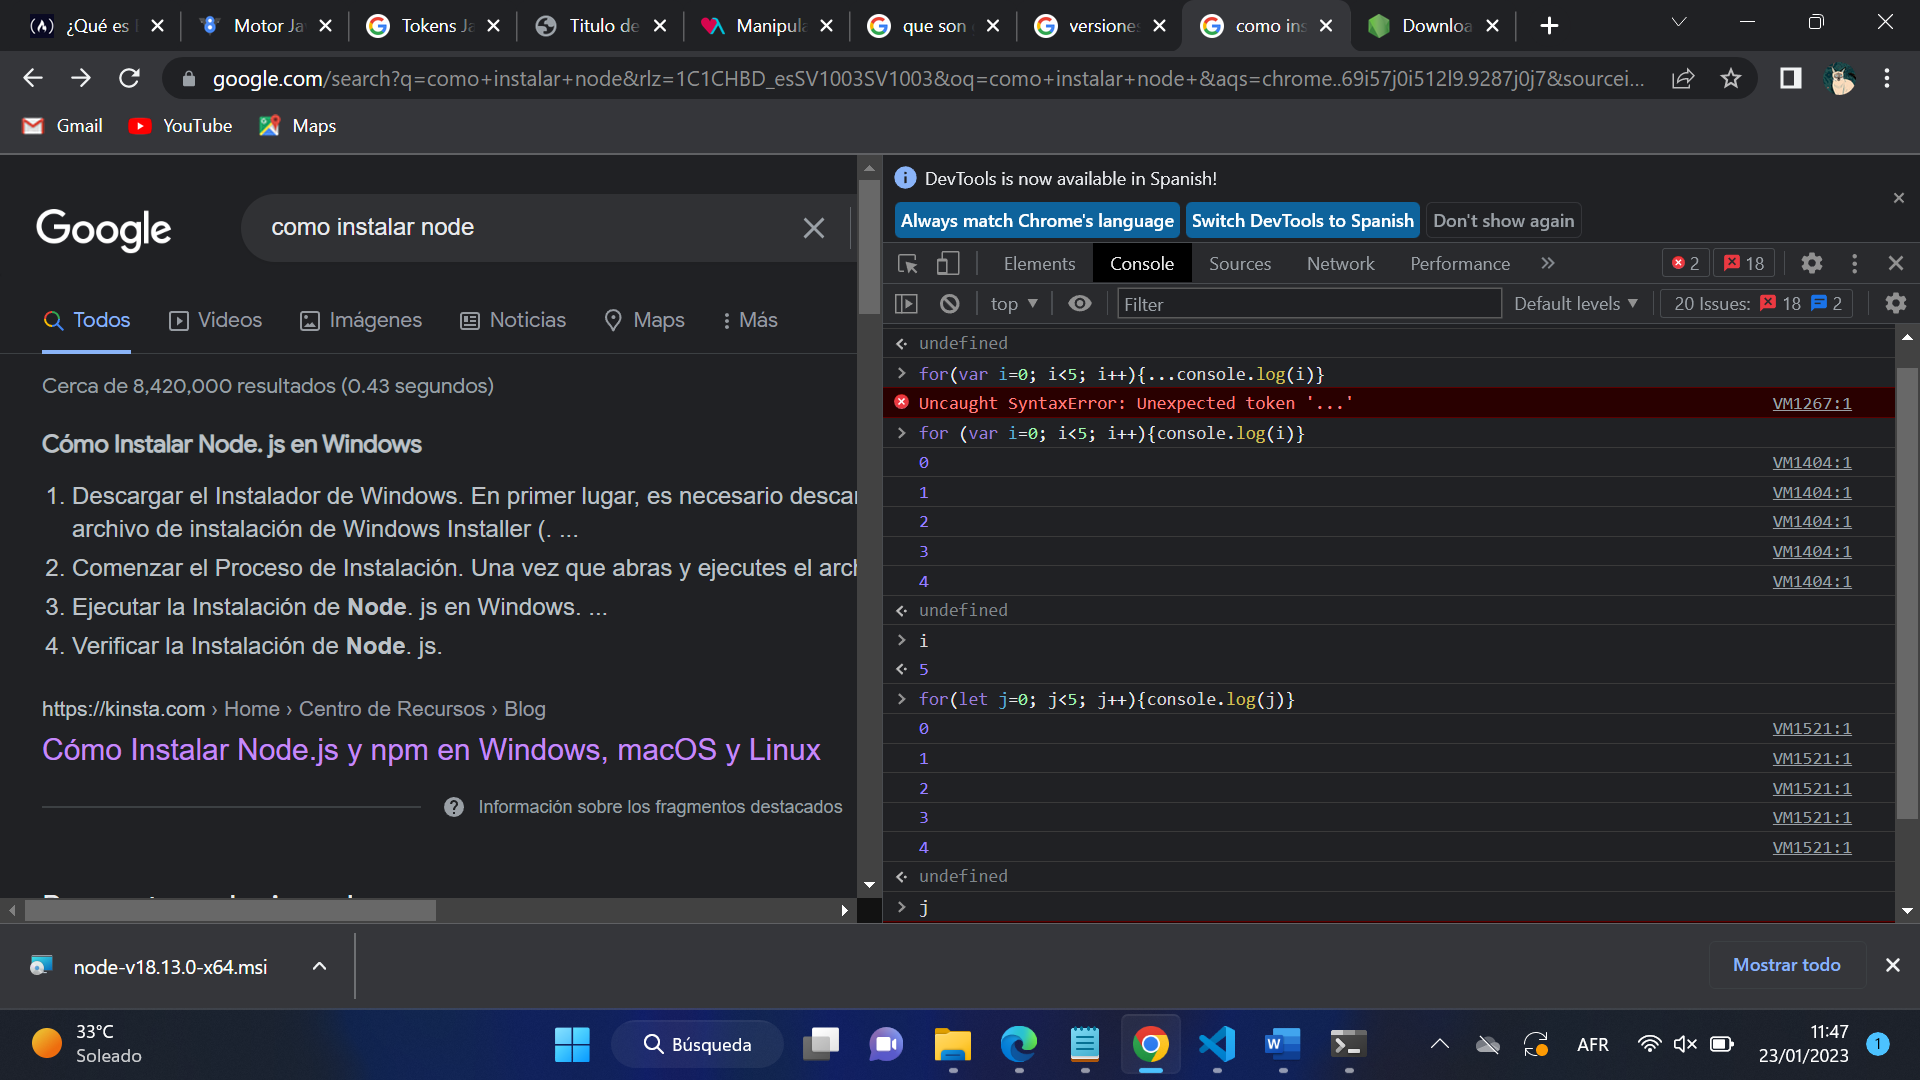 ¿Qué es
Motor Ja
Tokens Ja
Titulo de
Manipula
que son
versiones
como ins
Downloa
google.com/search?q=como+instalar+node&rlz=1C1CHBD_esSV1003SV1003&oq=como+instalar+node+&aqs=chrome..69i57j0i512l9.9287j0j7&sourcei...
Gmail
YouTube
Maps
Google
como instalar node
Todos
Videos
Imágenes
Noticias
Maps
Más
Cerca de 8,420,000 resultados (0.43 segundos)
Cómo Instalar Node. js en Windows
1. Descargar el Instalador de Windows. En primer lugar, es necesario descar
archivo de instalación de Windows Installer (. ...
2. Comenzar el Proceso de Instalación. Una vez que abras y ejecutes el arch
3. Ejecutar la Instalación de Node. js en Windows. ...
4. Verificar la Instalación de Node. js.
https://kinsta.com › Home › Centro de Recursos › Blog
Cómo Instalar Node.js y npm en Windows, macOS y Linux
Información sobre los fragmentos destacados
DevTools is now available in Spanish!
Always match Chrome's language
Switch DevTools to Spanish
Don't show again
Elements
Console
Sources
Network
Performance
2
18
top
Filter
Default levels
20 Issues: 18 2
undefined
for(var i=0; i<5; i++){...console.log(i)}
Uncaught SyntaxError: Unexpected token '...' VM1267:1
for (var i=0; i<5; i++){console.log(i)}
0 VM1404:1
1 VM1404:1
2 VM1404:1
3 VM1404:1
4 VM1404:1
undefined
i
5
for(let j=0; j<5; j++){console.log(j)}
0 VM1521:1
1 VM1521:1
2 VM1521:1
3 VM1521:1
4 VM1521:1
undefined
j
node-v18.13.0-x64.msi
Mostrar todo
33°C
Soleado
Búsqueda
AFR
11:47
23/01/2023
1